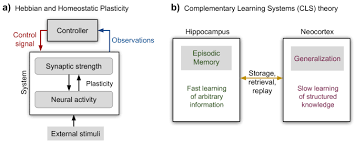 a) Hebbian and Homeostatic Plasticity
Control
signal
Controller
Observations
System
Synaptic strength
Plasticity
Neural activity
External stimuli
b) Complementary Learning Systems (CLS) theory
Hippocampus
Episodic
Memory
Fast learning
of arbitrary
information
Storage,
retrieval,
replay
Neocortex
Generalization
Slow learning
of structured
knowledge